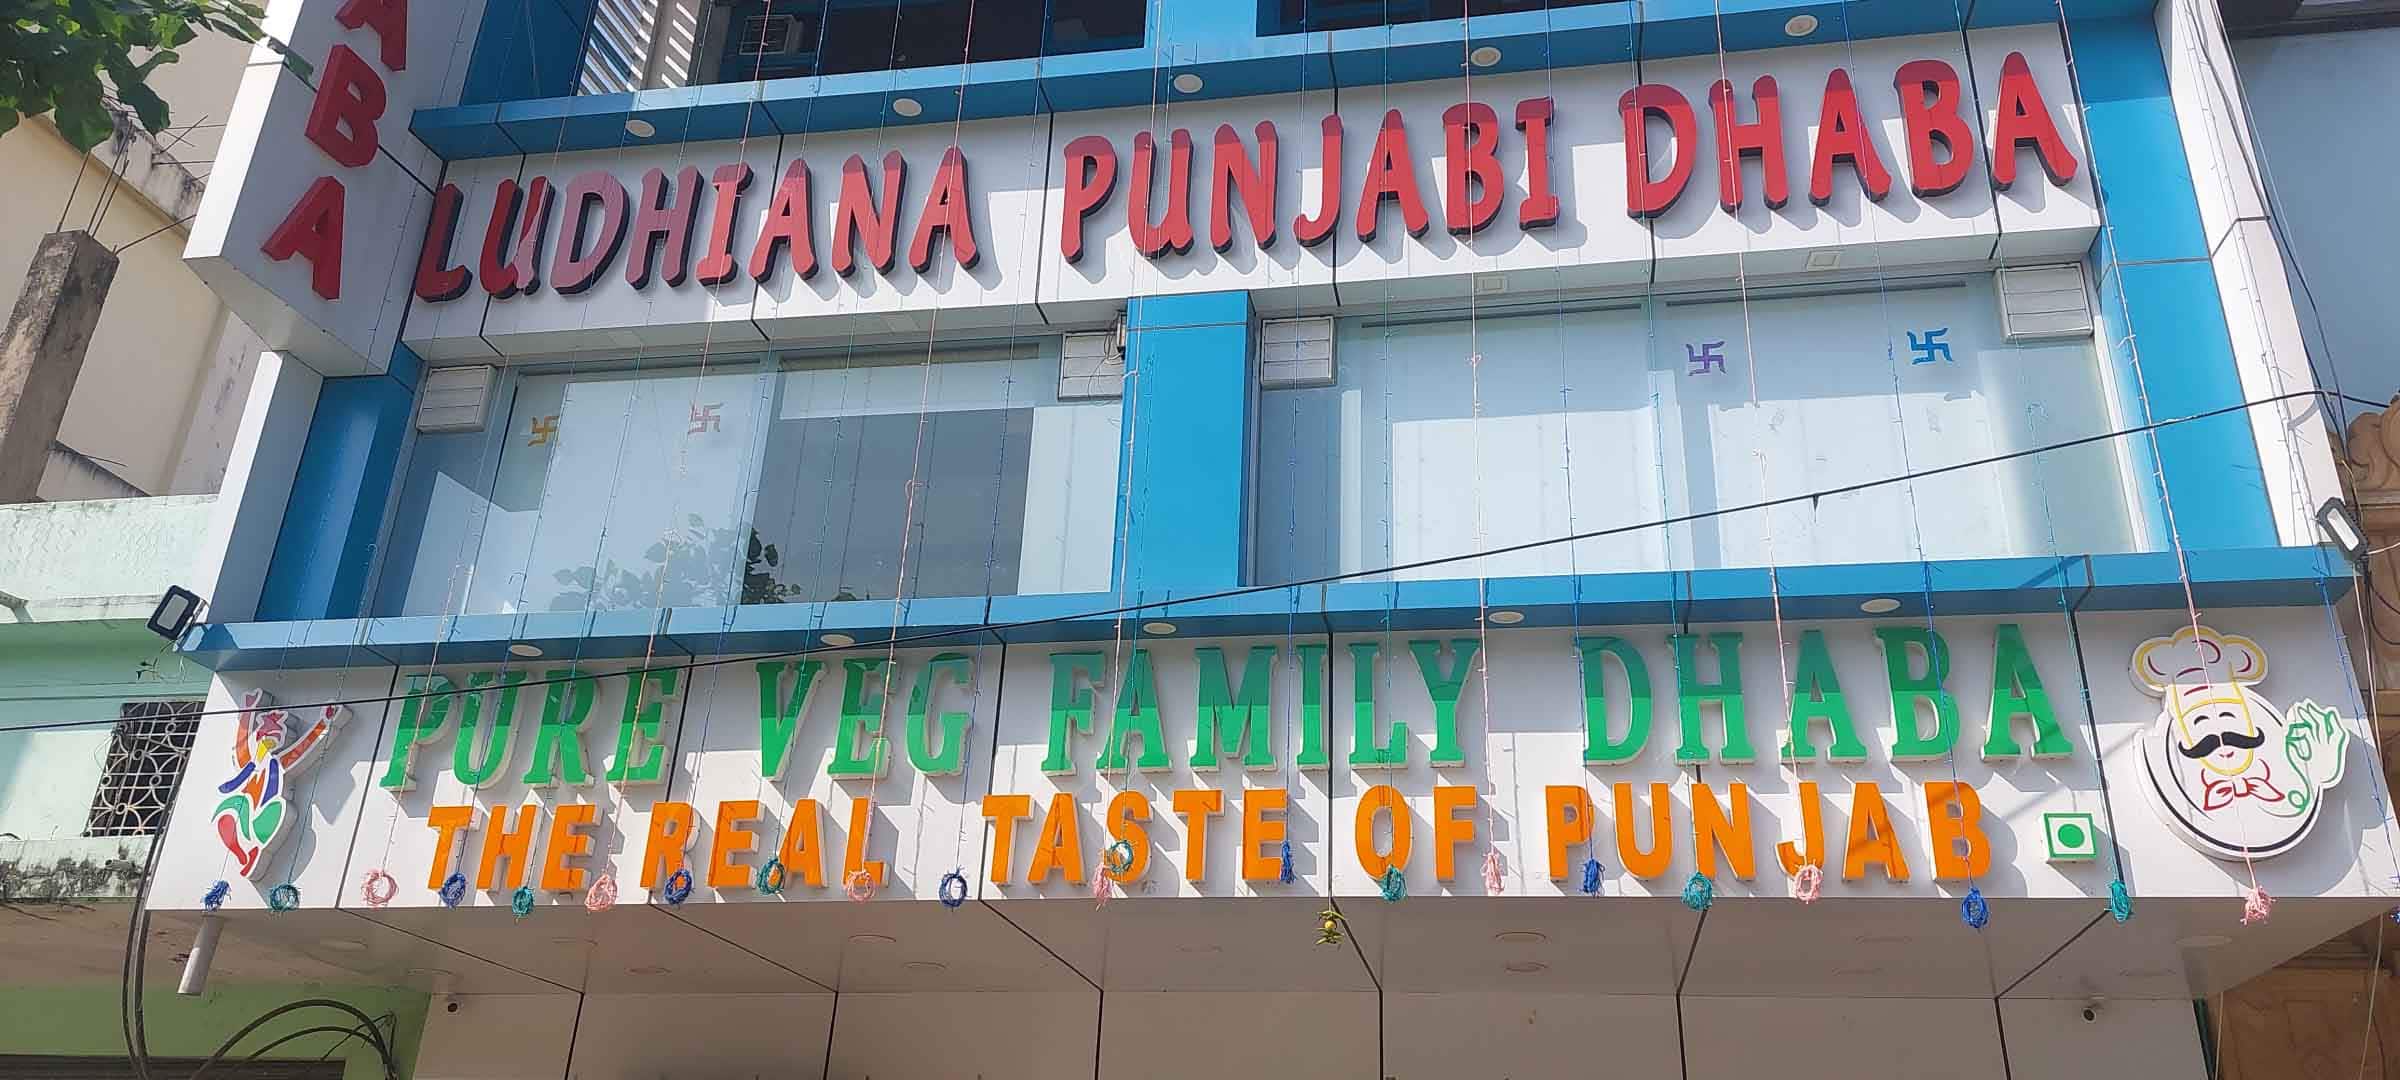 ABA
LUDHIANA PUNJABI DHABA
PURE VEG FAMILY DHABA
THE REAL TASTE OF PUNJAB